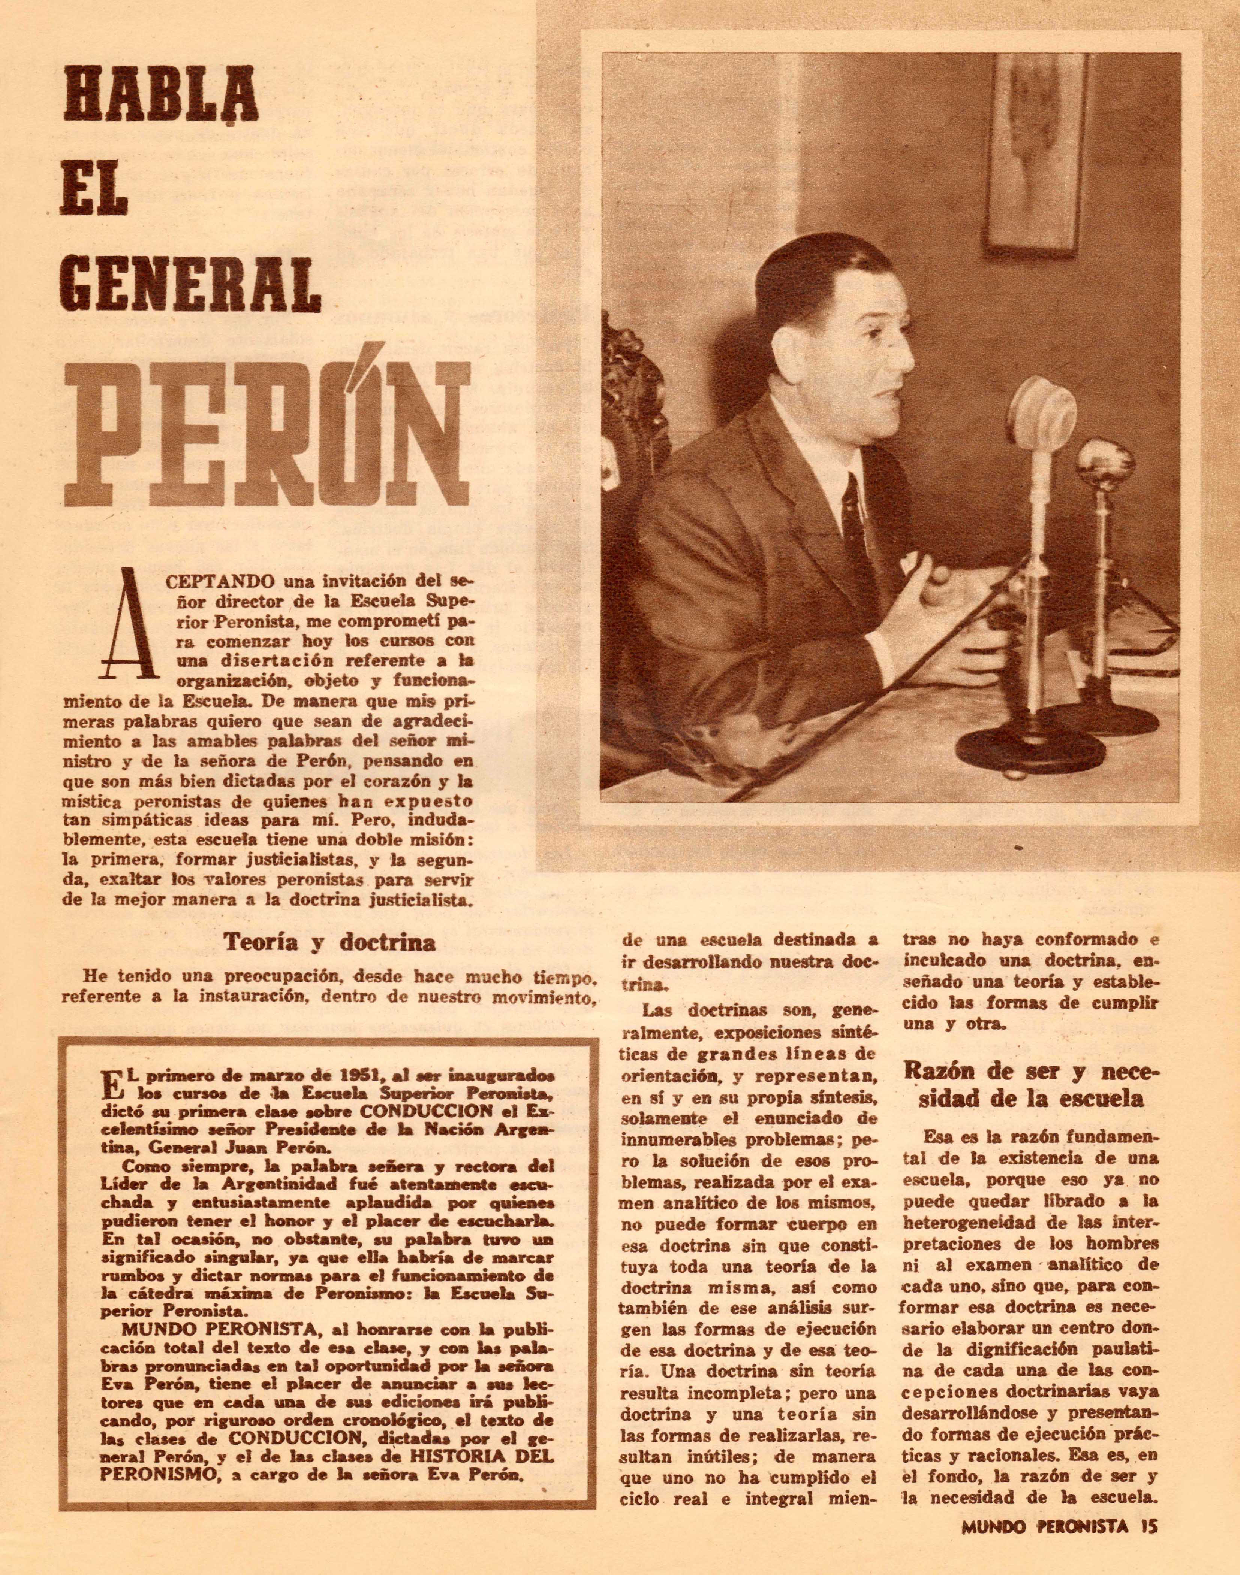 HABLA
EL
GENERAL
PERÓN
ACEPTANDO una invitación del se-
ñor director de la Escuela Supe-
rior Peronista, me comprometí pa-
ra comenzar hoy los cursos con
una disertación referente a la
organización, objeto y funciona-
miento de la Escuela. De manera que mis pri-
meras palabras quiero que sean de agradeci-
miento a las amables palabras del señor mi-
nistro y de la señora de Perón, pensando en
que son más bien dictadas por el corazón y la
mística peronistas de quienes han expuesto
tan simpáticas ideas para mí. Pero, induda-
blemente, esta escuela tiene una doble misión:
la primera, formar justicialistas, y la segun-
da, exaltar los valores peronistas para servir
de la mejor manera a la doctrina justicialista.
Teoría y doctrina
He tenido una preocupación, desde hace mucho tiempo,
referente a la instauración, dentro de nuestro movimiento,
EL primero de marzo de 1951, al ser inaugurados
los cursos de la Escuela Superior Peronista,
dictó su primera clase sobre CONDUCCION el Ex-
celentísimo señor Presidente de la Nación Argen-
tina, General Juan Perón.
Como siempre, la palabra señera y rectora del
Líder de la Argentinidad fué atentamente escu-
chada y entusiastamente aplaudida por quienes
pudieron tener el honor y el placer de escucharla.
En tal ocasión, no obstante, su palabra tuvo un
significado singular, ya que ella habría de marcar
rumbos y dictar normas para el funcionamiento de
la cátedra máxima de Peronismo: la Escuela Su-
perior Peronista.
MUNDO PERONISTA, al honrarse con la publi-
cación total del texto de esa clase, y con las pala-
bras pronunciadas en tal oportunidad por la señora
Eva Perón, tiene el placer de anunciar a sus lec-
tores que en cada una de sus ediciones irá publi-
cando, por riguroso orden cronológico, el texto de
las clases de CONDUCCION, dictadas por el ge-
neral Perón, y el de las clases de HISTORIA DEL
PERONISMO, a cargo de la señora Eva Perón.
de una escuela destinada a
ir desarrollando nuestra doc-
trina.
Las doctrinas son, gene-
ralmente, exposiciones sinté-
ticas de grandes líneas de
orientación, y representan,
en sí y en su propia síntesis,
solamente el enunciado de
innumerables problemas; pe-
ro la solución de esos pro-
blemas, realizada por el exa-
men analítico de los mismos,
no puede formar cuerpo en
esa doctrina sin que consti-
tuya toda una teoría de la
doctrina misma, así como
también de ese análisis sur-
gen las formas de ejecución
de esa doctrina y de esa teo-
ría. Una doctrina sin teoría
resulta incompleta; pero una
doctrina y una teoría sin
las formas de realizarlas, re-
sultan inútiles; de manera
que uno no ha cumplido el
ciclo real e integral mien-
tras no haya conformado e
inculcado una doctrina, en-
señado una teoría y estable-
cido las formas de cumplir
una y otra.
Razón de ser y nece-
sidad de la escuela
Esa es la razón fundamen-
tal de la existencia de una
escuela, porque eso ya no
puede quedar librado a la
heterogeneidad de las inter-
pretaciones de los hombres
ni al examen analítico de
cada uno, sino que, para con-
formar esa doctrina es nece-
sario elaborar un centro don-
de la dignificación paulati-
na de cada una de las con-
cepciones doctrinarias vaya
desarrollándose y presentan-
do formas de ejecución prác-
ticas y racionales. Esa es, en
el fondo, la razón de ser y
la necesidad de la escuela.
MUNDO PERONISTA 15